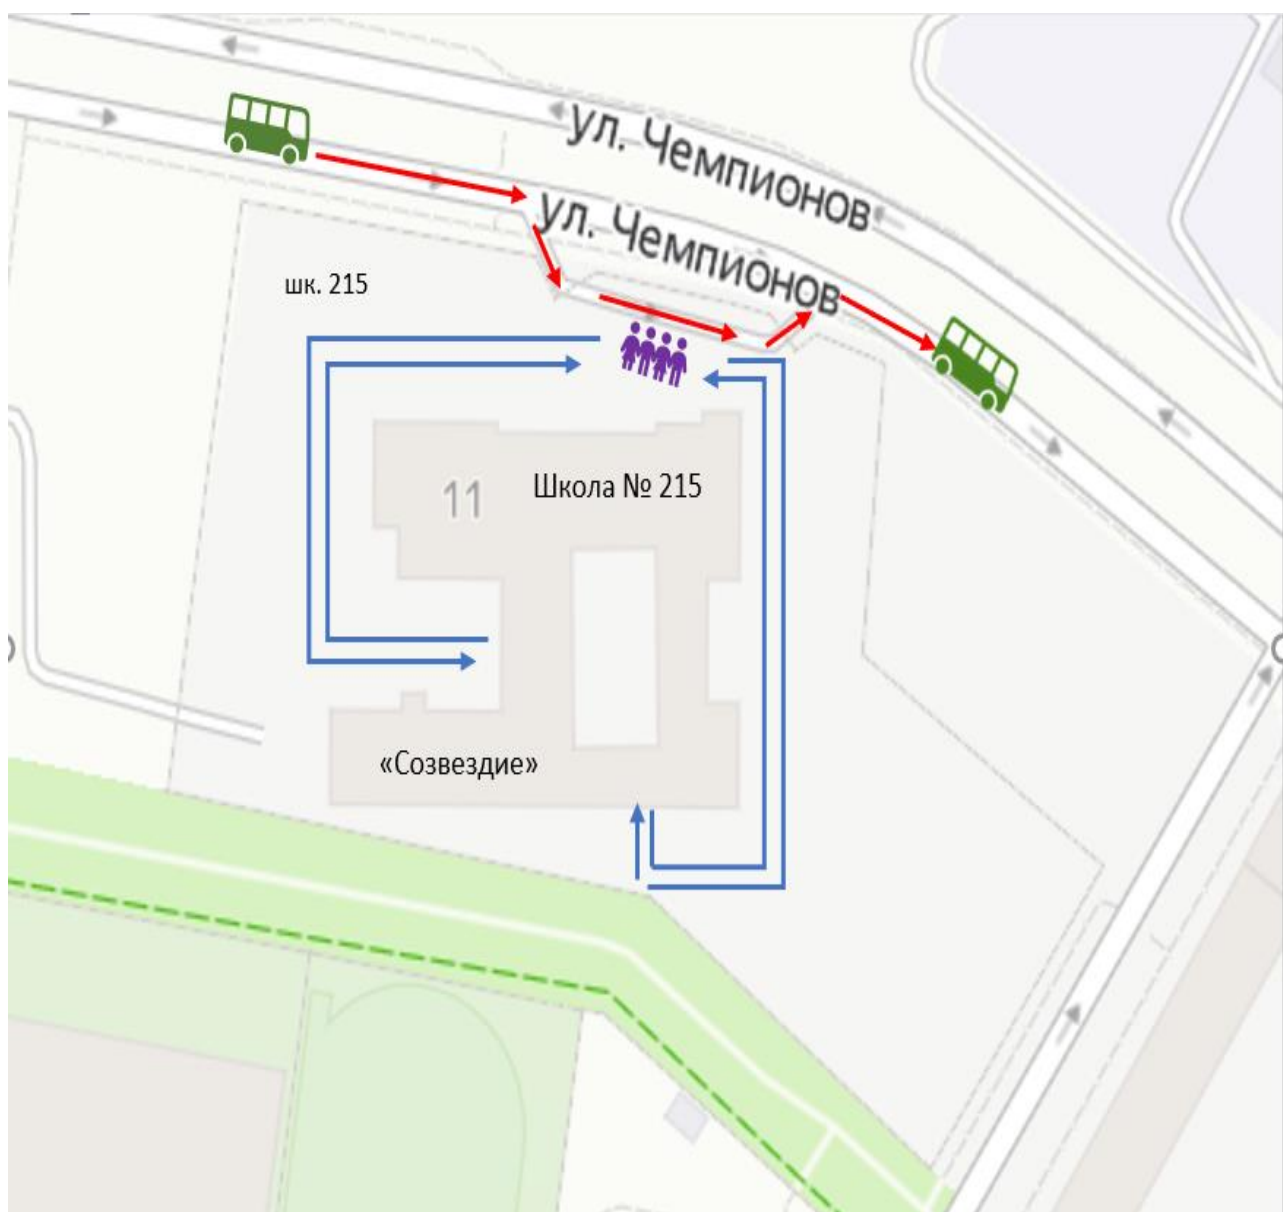 ул. Чемпионов
ул. Чемпионов
шк. 215
11
Школа № 215
«Созвездие»